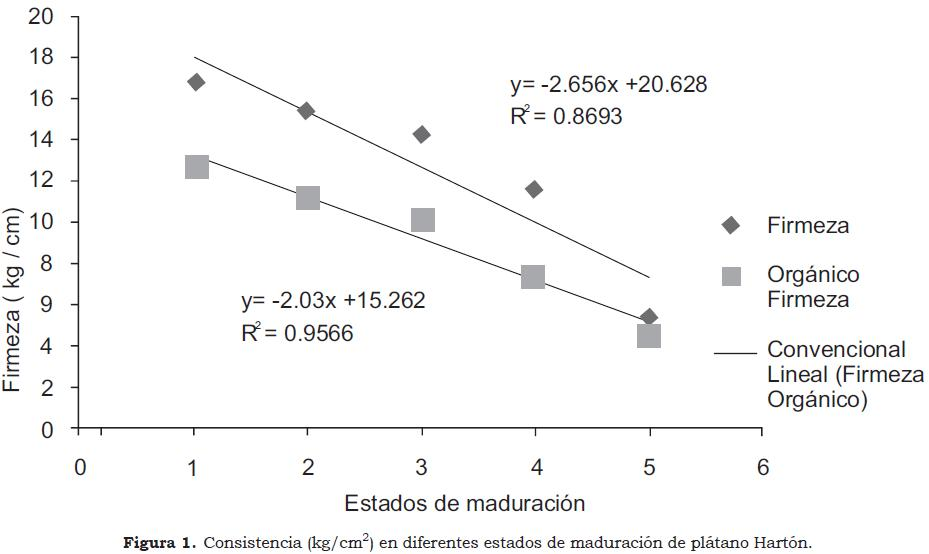 20
18
16
14
12
10
8
9
4
2
0
Firmeza ( kg / cm)
y= -2.656x +20.628
R2= 0.8693
y= -2.03x +15.262
R2= 0.9566
Firmeza
Orgánico
Firmeza
Convencional
Lineal (Firmeza
Orgánico)
0 1 2 3 4 5 6
Estados de maduración
Figura 1. Consistencia (kg/cm2) en diferentes estados de maduración de plátano Hartón.